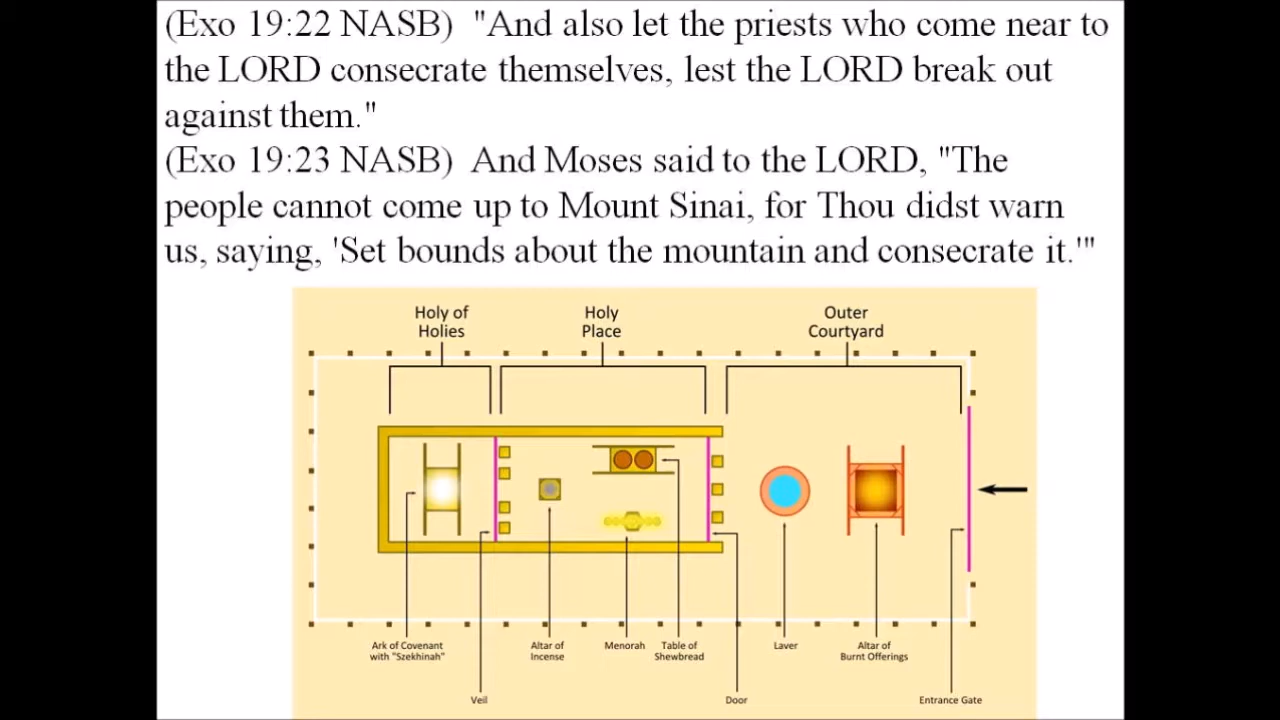 (Exo 19:22 NASB)  "And also let the priests who come near to
the LORD consecrate themselves, lest the LORD break out
against them."
(Exo 19:23 NASB)  And Moses said to the LORD, "The
people cannot come up to Mount Sinai, for Thou didst warn
us, saying, 'Set bounds about the mountain and consecrate it.'"
Holy of
Holies
Holy
Place
Outer
Courtyard
Ark of Covenant
with "Szekhinah"
Altar of
Incense
Menorah
Table of
Shewbread
Laver
Altar of
Burnt Offerings
Veil
Door
Entrance Gate